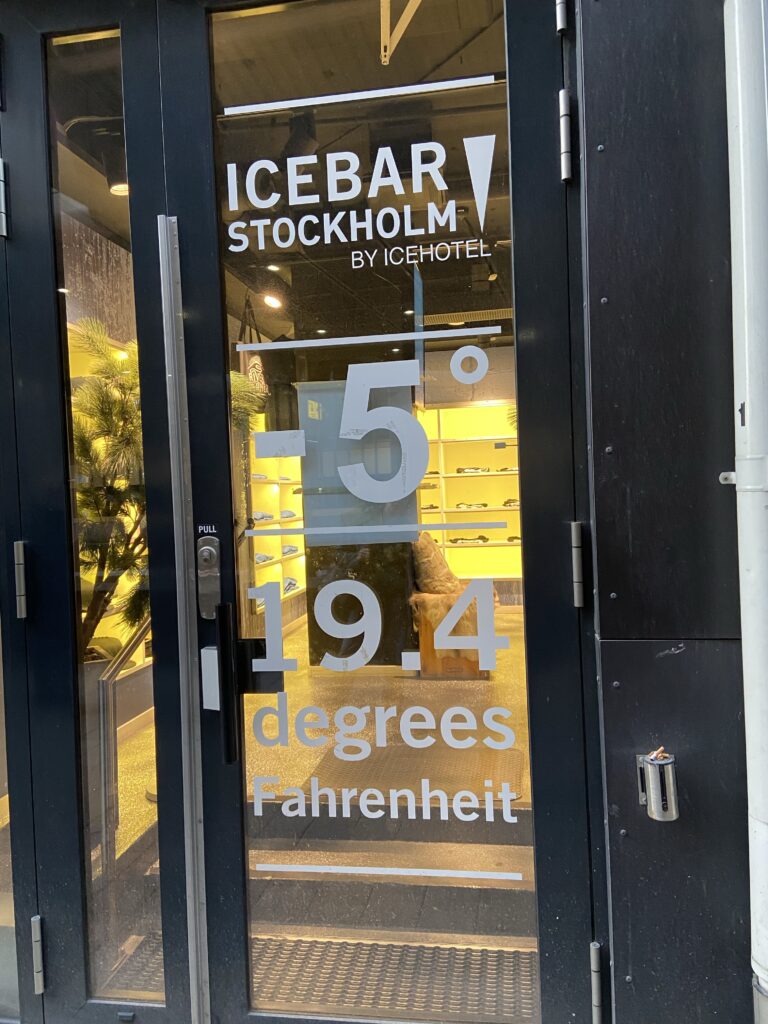 ICEBAR
STOCKHOLM
BY ICEHOTEL
-5°
PULL
19.4
degrees
Fahrenheit